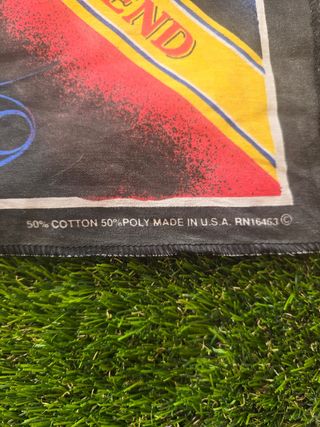 END
50% COTTON 50% POLY MADE IN U.S.A. RN16463 ©